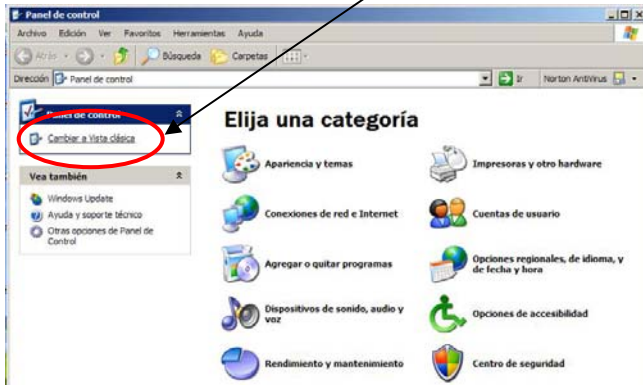 Panel de control
Archivo Edición Ver Favoritos Herramientas Ayuda
Atrás Búsqueda Carpetas
Dirección Panel de control Ir Norton AntiVirus
Panel de control
Cambiar a Vista clásica
Vea también
Windows Update
Ayuda y soporte técnico
Otras opciones de Panel de
Control
Elija una categoría
Apariencia y temas
Impresoras y otro hardware
Conexiones de red e Internet
Cuentas de usuario
Agregar o quitar programas
Opciones regionales, de idioma, y
de fecha y hora
Dispositivos de sonido, audio y
voz
Opciones de accesibilidad
Rendimiento y mantenimiento
Centro de seguridad